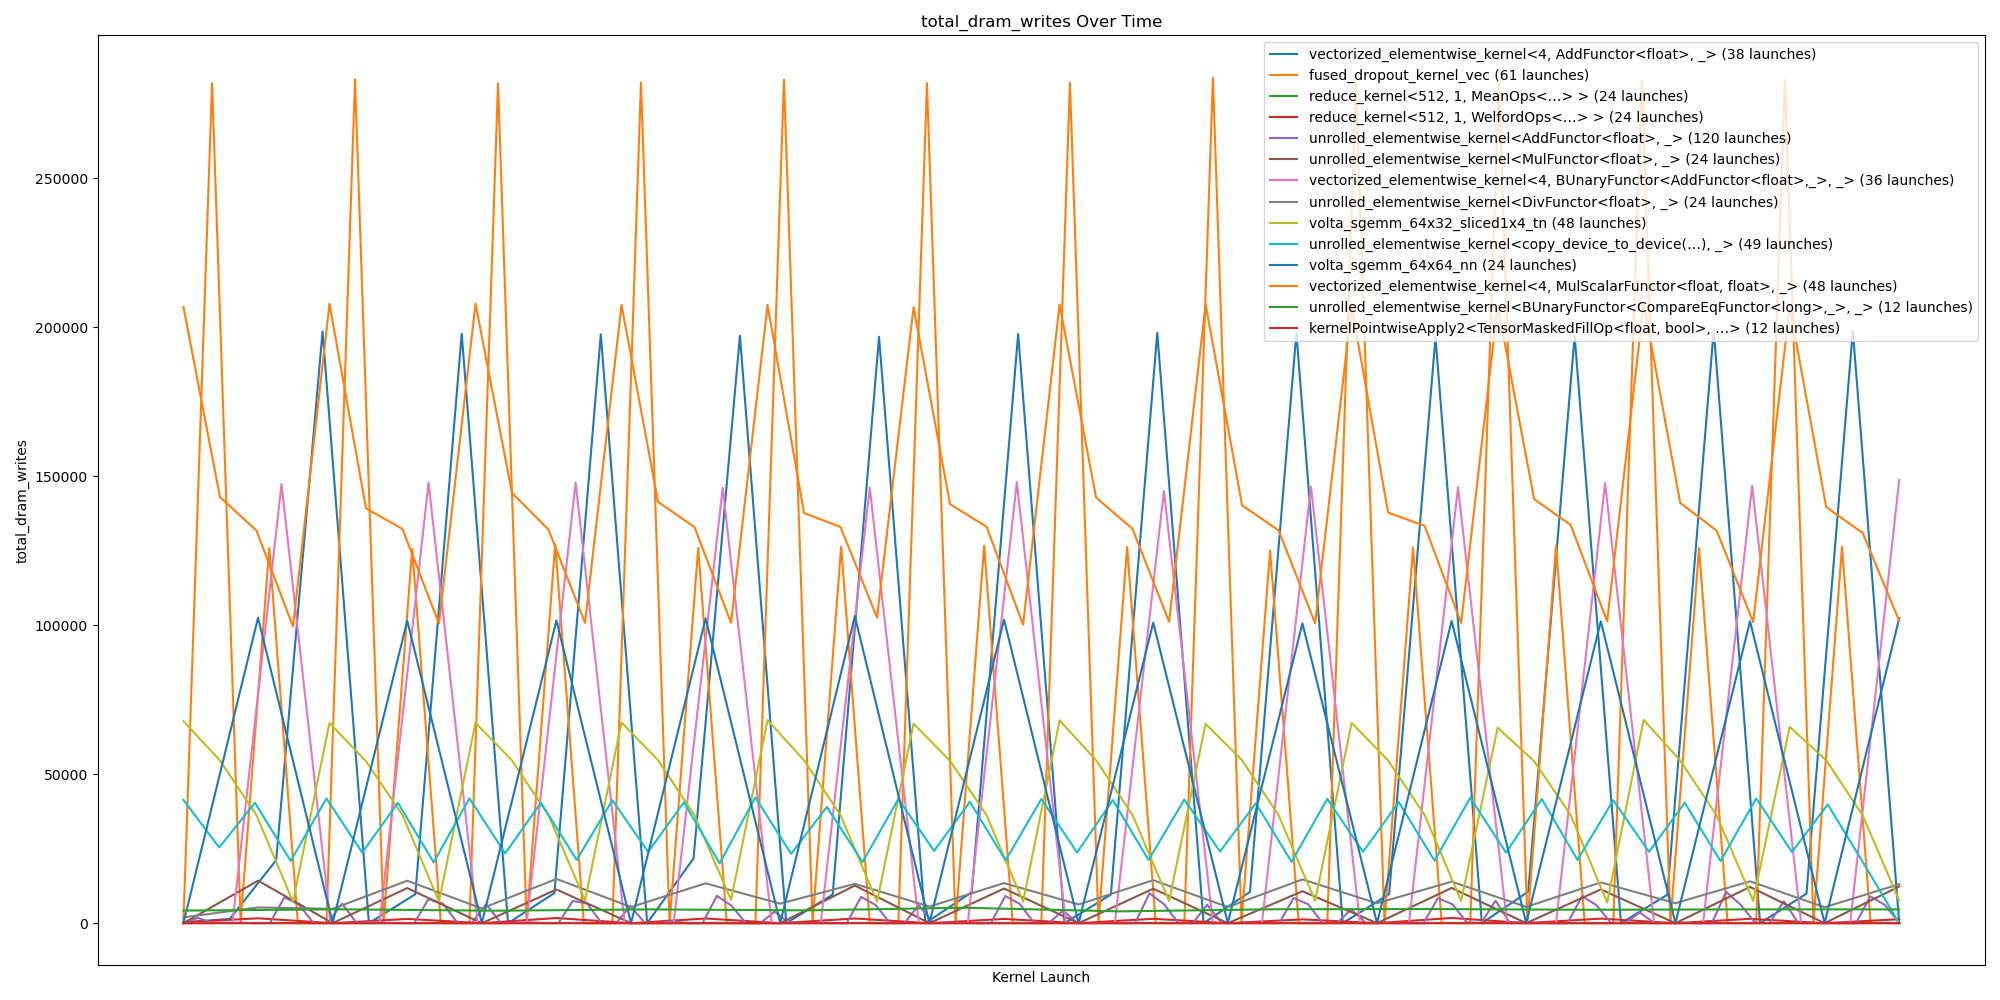 total_dram_writes Over Time
total_dram_writes
250000
200000
150000
100000
50000
0
Kernel Launch
vectorized_elementwise_kernel<4, AddFunctor<float>, _> (38 launches)
fused_dropout_kernel_vec (61 launches)
reduce_kernel<512, 1, MeanOps<...> > (24 launches)
reduce_kernel<512, 1, WelfordOps<...> > (24 launches)
unrolled_elementwise_kernel<AddFunctor<float>, _> (120 launches)
unrolled_elementwise_kernel<MulFunctor<float>, _> (24 launches)
vectorized_elementwise_kernel<4, BUnaryFunctor<AddFunctor<float>,_>, _> (36 launches)
unrolled_elementwise_kernel<DivFunctor<float>, _> (24 launches)
volta_sgemm_64x32_sliced1x4_tn (48 launches)
unrolled_elementwise_kernel<copy_device_to_device(...), _> (49 launches)
volta_sgemm_64x64_nn (24 launches)
vectorized_elementwise_kernel<4, MulScalarFunctor<float, float>, _> (48 launches)
unrolled_elementwise_kernel<BUnaryFunctor<CompareEqFunctor<long>,_>, _> (12 launches)
kernelPointwiseApply2<TensorMaskedFillOp<float, bool>, ...> (12 launches)